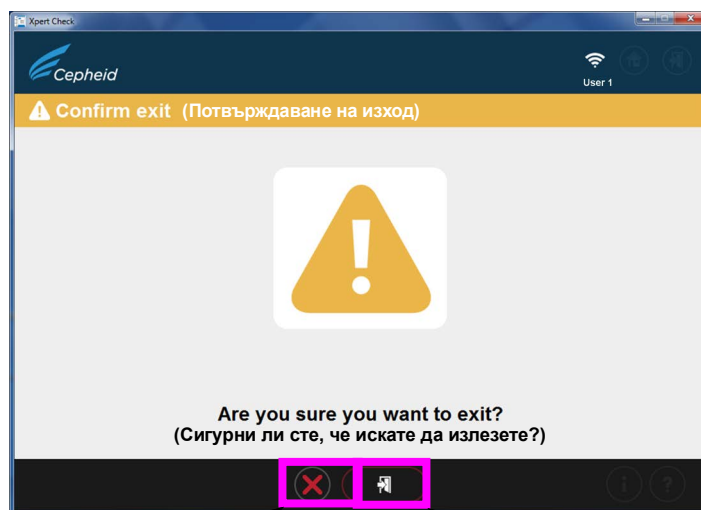 Xpert Check
Cepheid
User 1
Confirm exit (Потвърждаване на изход)
Are you sure you want to exit?
(Сигурни ли сте, че искате да излезете?)
i ?